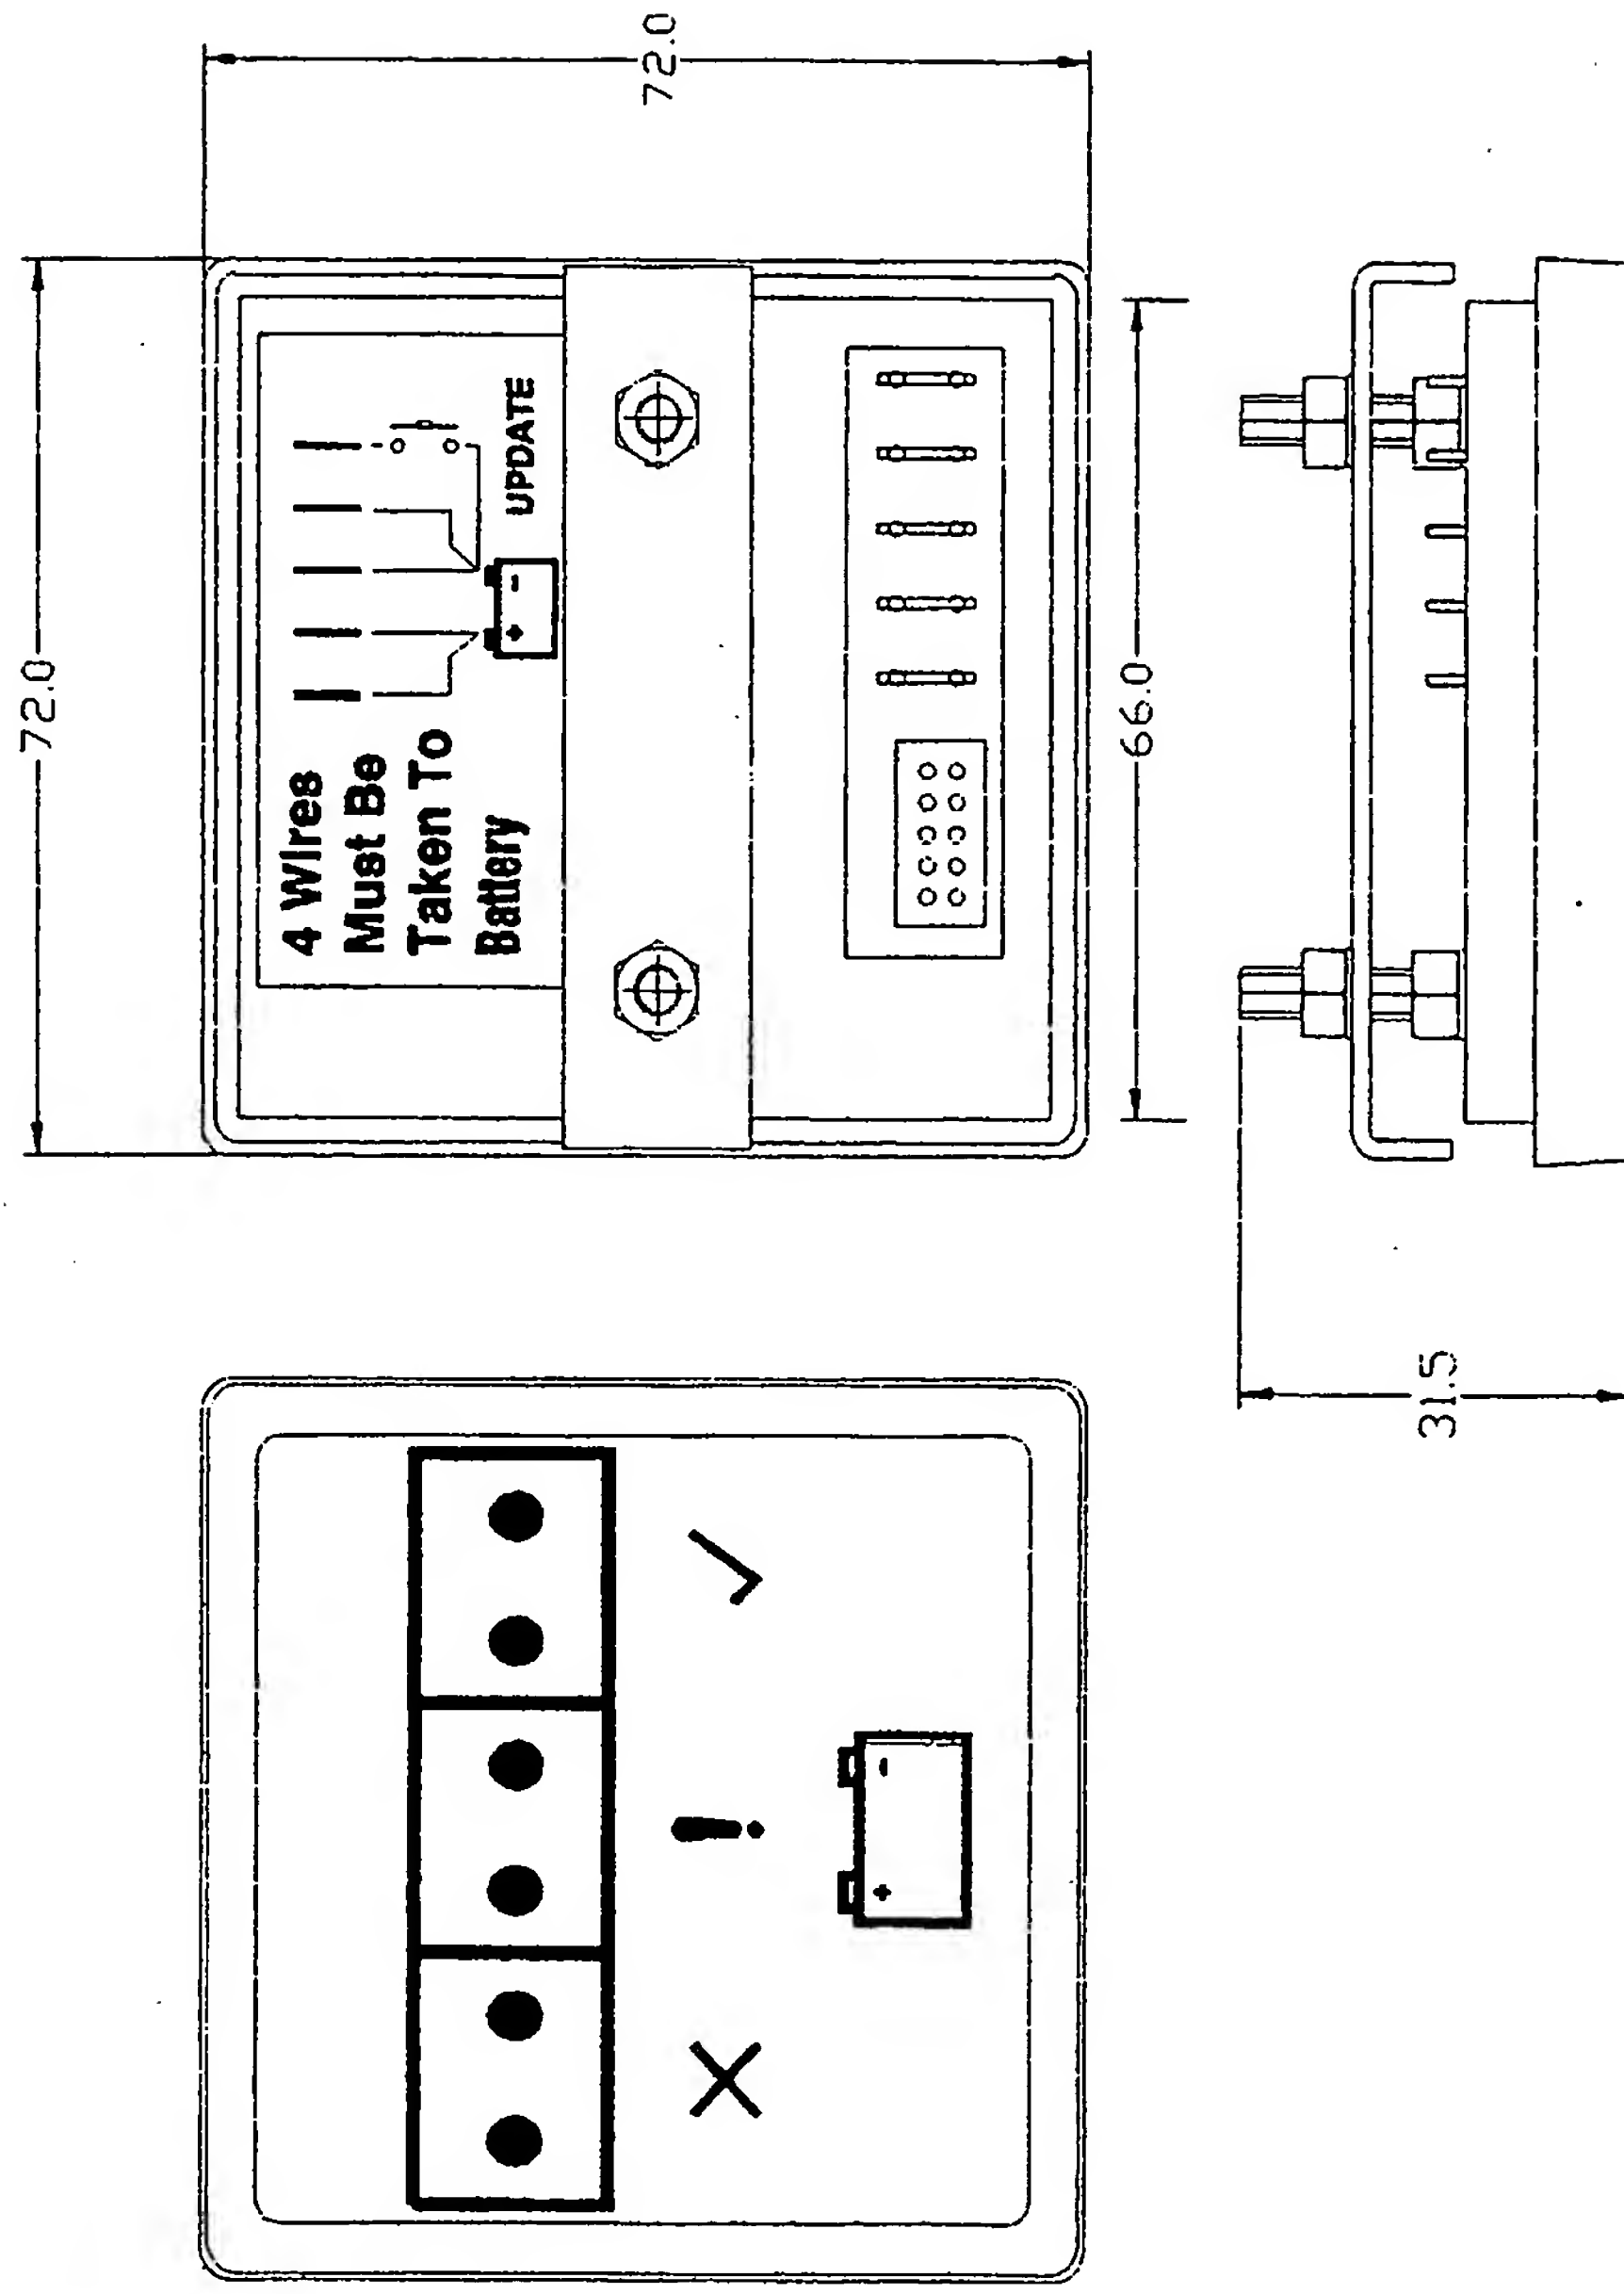 72.0
72.0
4 Wires
Must Be
Taken To
Battery
+ -
UPDATE
66.0
31.5
+ -